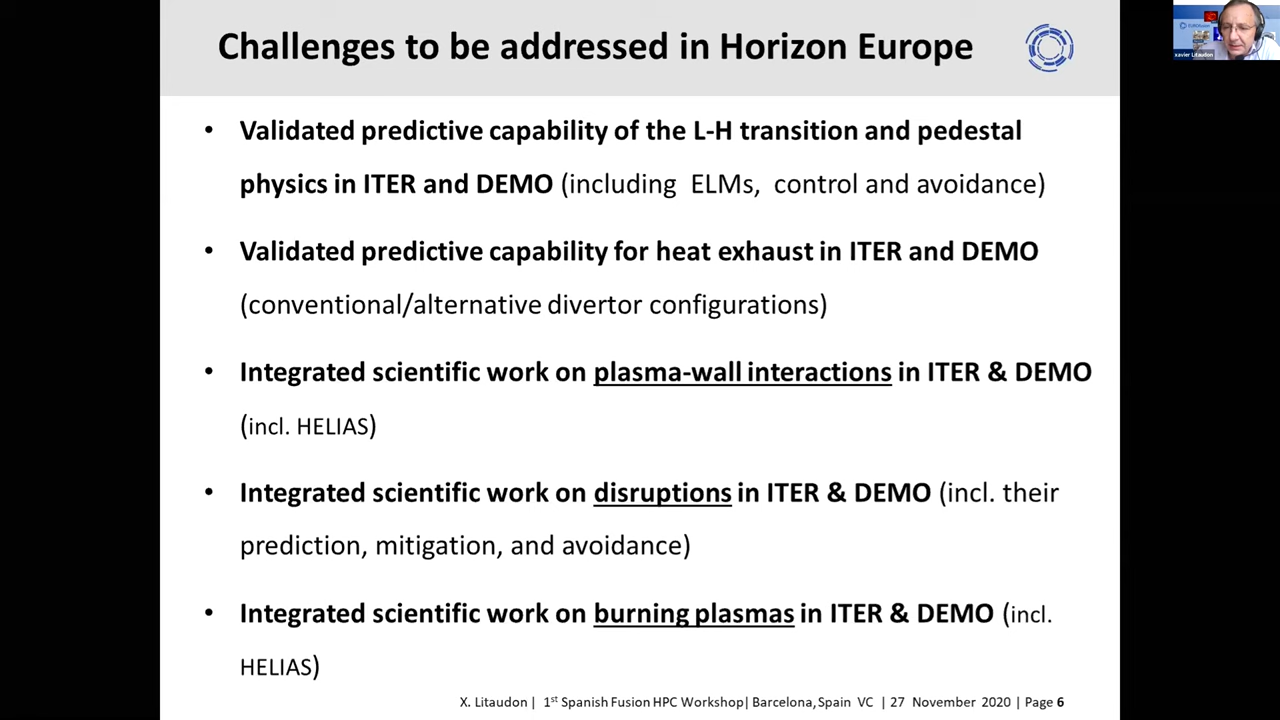 Challenges to be addressed in Horizon Europe
• Validated predictive capability of the L-H transition and pedestal
physics in ITER and DEMO (including ELMs, control and avoidance)
• Validated predictive capability for heat exhaust in ITER and DEMO
(conventional/alternative divertor configurations)
• Integrated scientific work on plasma-wall interactions in ITER & DEMO
(incl. HELIAS)
• Integrated scientific work on disruptions in ITER & DEMO (incl. their
prediction, mitigation, and avoidance)
• Integrated scientific work on burning plasmas in ITER & DEMO (incl.
HELIAS)
X. Litaudon | 1st Spanish Fusion HPC Workshop| Barcelona, Spain VC | 27 November 2020 | Page 6
xavier Litaudon